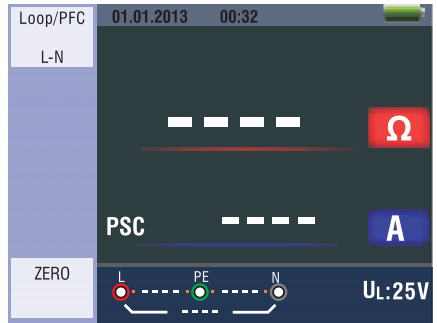 Loop/PFC
01.01.2013 00:32
L-N
- - - -
Ω
PSC - - - - A
ZERO
L PE N
- - - - - - - -
- - - -
UL:25V